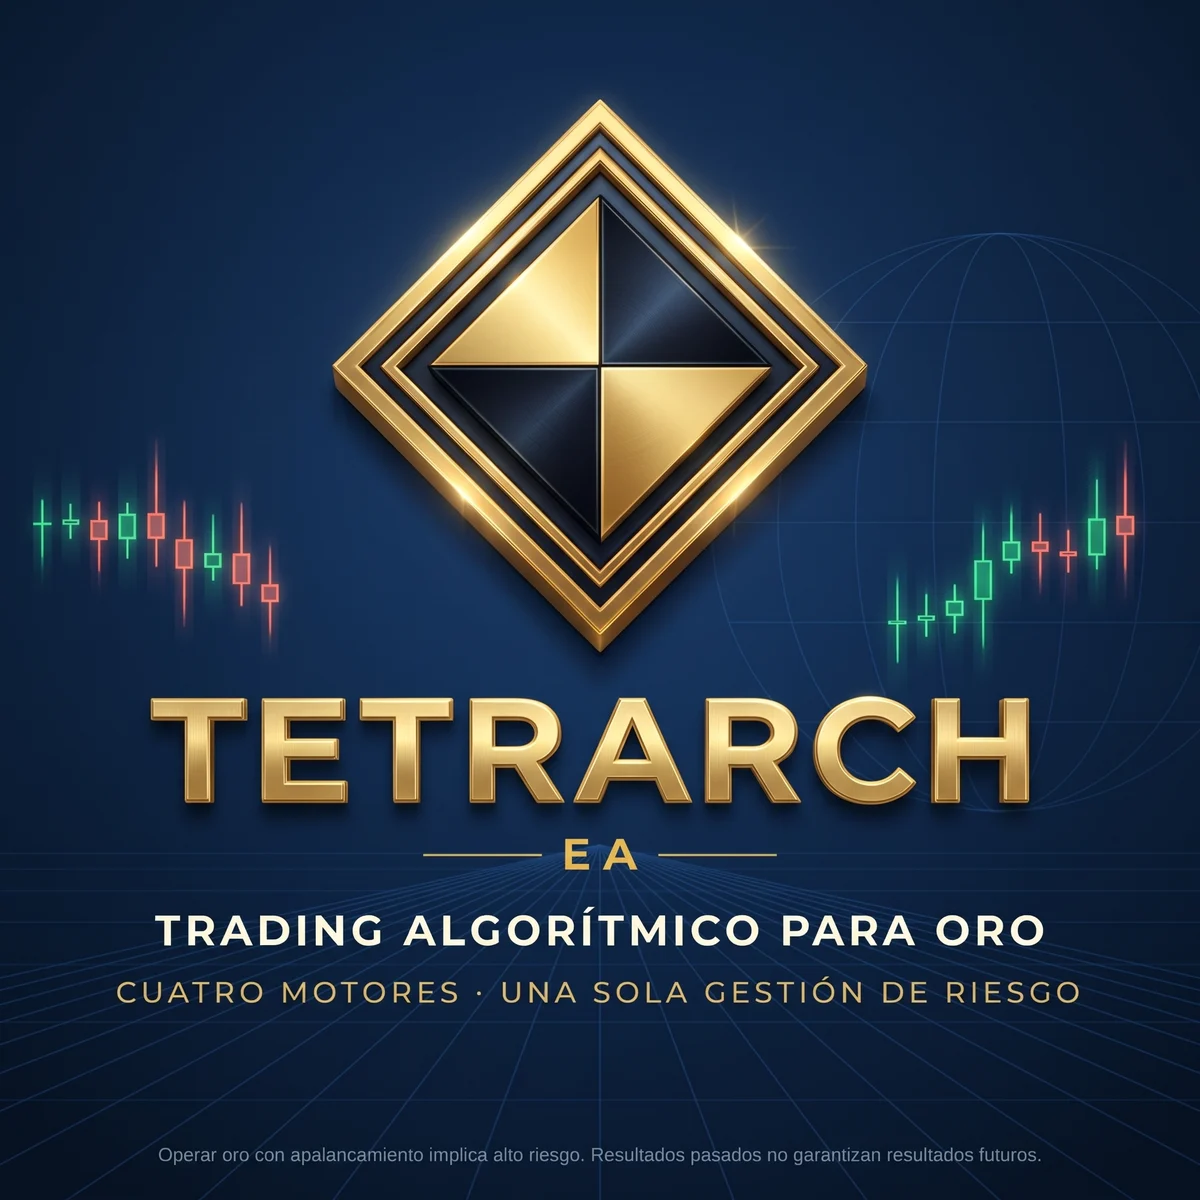 TETRARCH
EA
TRADING ALGORÍTMICO PARA ORO
CUATRO MOTORES · UNA SOLA GESTIÓN DE RIESGO
Operar oro con apalancamiento implica alto riesgo. Resultados pasados no garantizan resultados futuros.